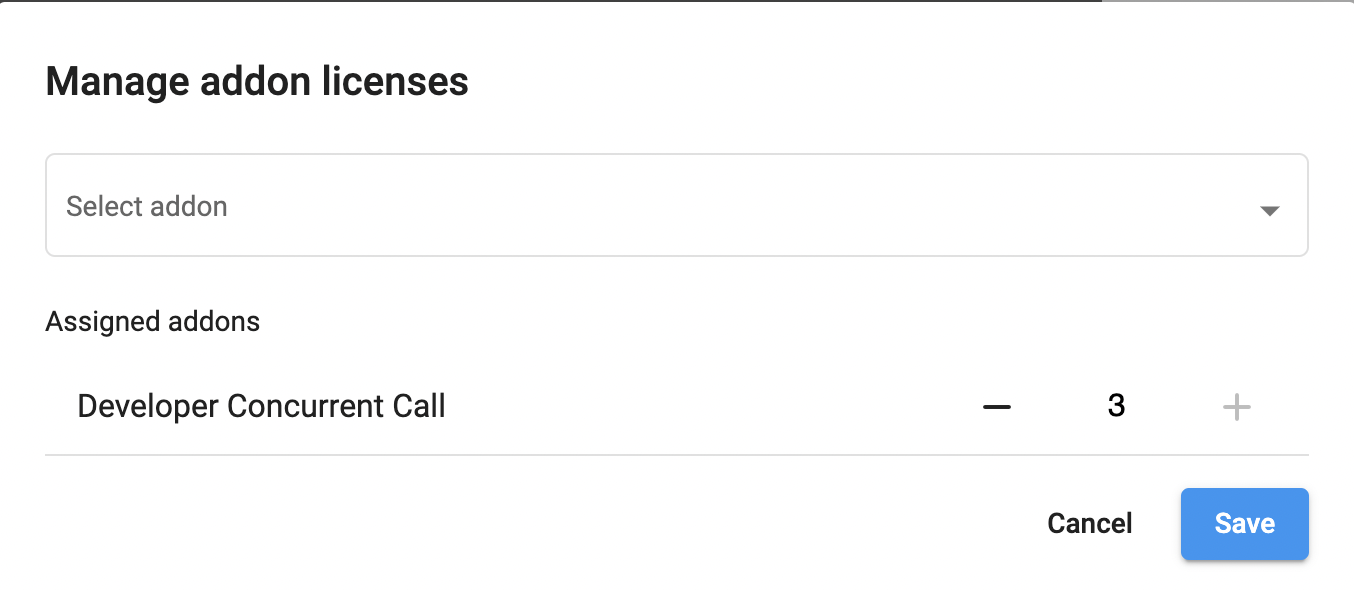 Manage addon licenses
Select addon
Assigned addons
Developer Concurrent Call 3
Cancel Save